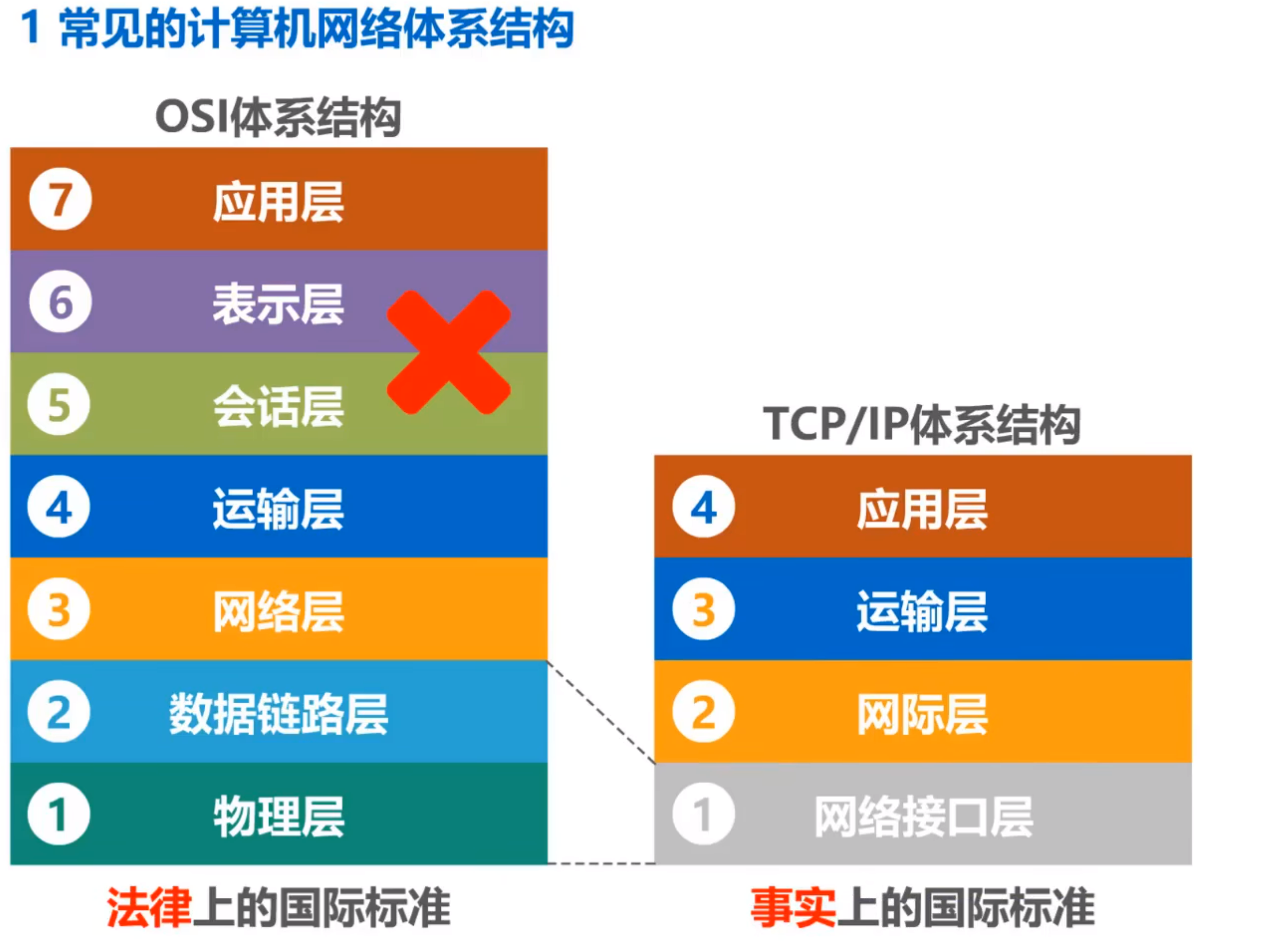 1 常见的计算机网络体系结构
OSI体系结构
7 应用层
6 表示层
5 会话层
4 运输层
3 网络层
2 数据链路层
1 物理层
法律上的国际标准
TCP/IP体系结构
4 应用层
3 运输层
2 网际层
1 网络接口层
事实上的国际标准